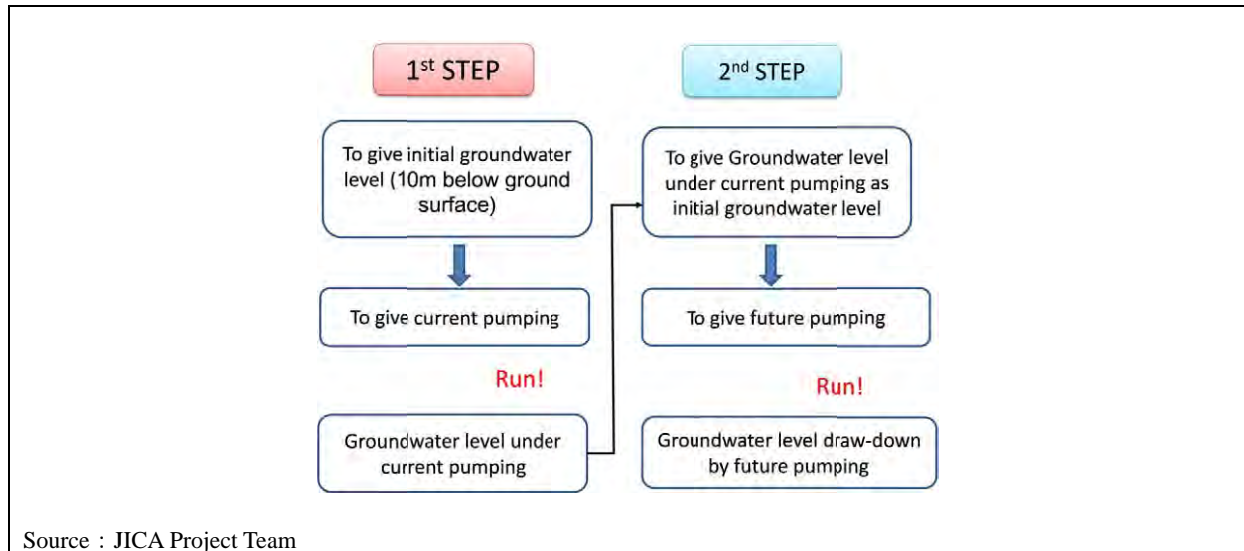 1st STEP
To give initial groundwater
level (10m below ground
surface)
To give current pumping
Run!
Groundwater level under
current pumping
2nd STEP
To give Groundwater level
under current pumping as
initial groundwater level
To give future pumping
Run!
Groundwater level draw-down
by future pumping
Source：JICA Project Team